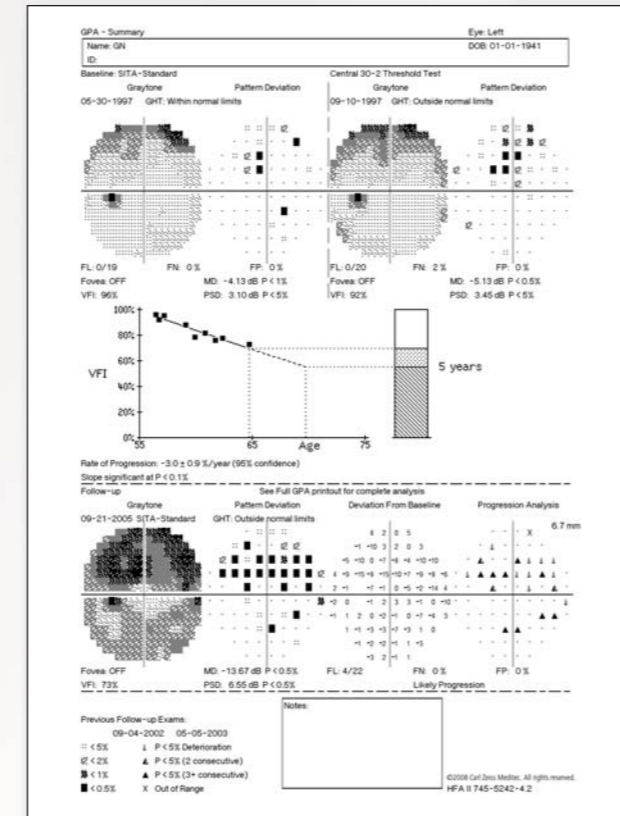 GPA - Summary Eye: Left
Name: GN DOB: 01-01-1941
ID:
Baseline: SITA-Standard Central 30-2 Threshold Test
Graytone Pattern Deviation Graytone Pattern Deviation
05-30-1997 GHT: Within normal limits 09-10-1997 GHT: Outside normal limits
FL: 0/19 FN: 0% FP: 0% FL: 0/20 FN: 2% FP: 0%
Fovea: OFF MD: -4.13 dB P < 1% Fovea: OFF MD: -5.13 dB P < 0.5%
VFI: 96% PSD: 3.10 dB P < 5% VFI: 92% PSD: 3.45 dB P < 5%
100%
80%
60%
VFI
40%
20%
0%
5 years
55 65 Age 75
Rate of Progression: -3.0 ± 0.9 %/year (95% confidence)
Slope significant at P < 0.1%
Follow-up See Full GPA printout for complete analysis
Graytone Pattern Deviation Deviation From Baseline Progression Analysis
09-21-2005 SITA-Standard GHT: Outside normal limits
6.7 mm
Fovea: OFF MD: -13.67 dB P < 0.5% FL: 4/22 FN: 0% FP: 0%
VFI: 73% PSD: 6.55 dB P < 0.5% Likely Progression
Notes:
Previous Follow-up Exams:
09-04-2002 05-05-2003
< 5% P < 5% Deterioration
< 2% P < 5% (2 consecutive)
< 1% P < 5% (3+ consecutive)
< 0.5% X Out of Range
©2008 Carl Zeiss Meditec. All rights reserved.
HFA II 745-5242-4.2